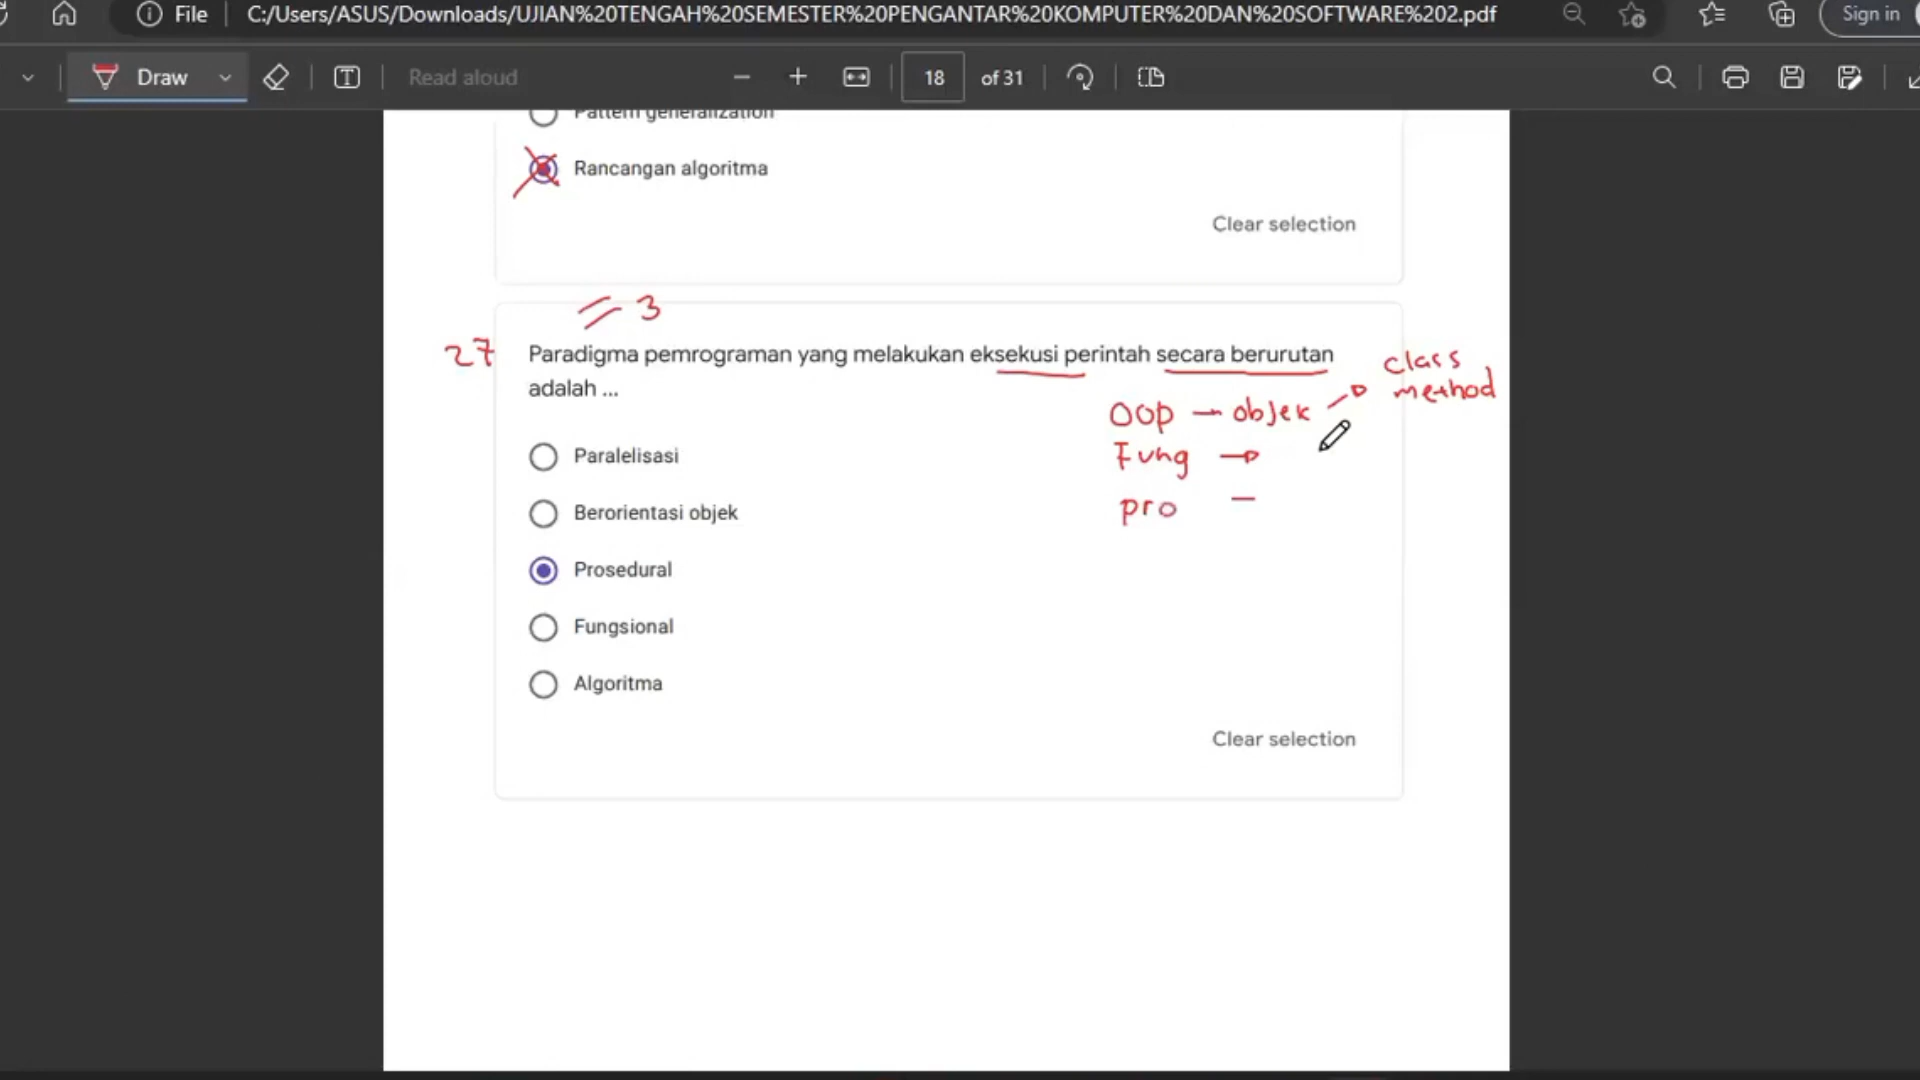 File
C:/Users/ASUS/Downloads/UJIAN%20TENGAH%20SEMESTER%20PENGANTAR%20KOMPUTER%20DAN%20SOFTWARE%202.pdf
Sign in
Draw
Read aloud
18 of 31
Pattern generalization
Rancangan algoritma
Clear selection
3
27
Paradigma pemrograman yang melakukan eksekusi perintah secara berurutan
adalah ...
class
method
OOP objek
Fung
pro
Paralelisasi
Berorientasi objek
Prosedural
Fungsional
Algoritma
Clear selection